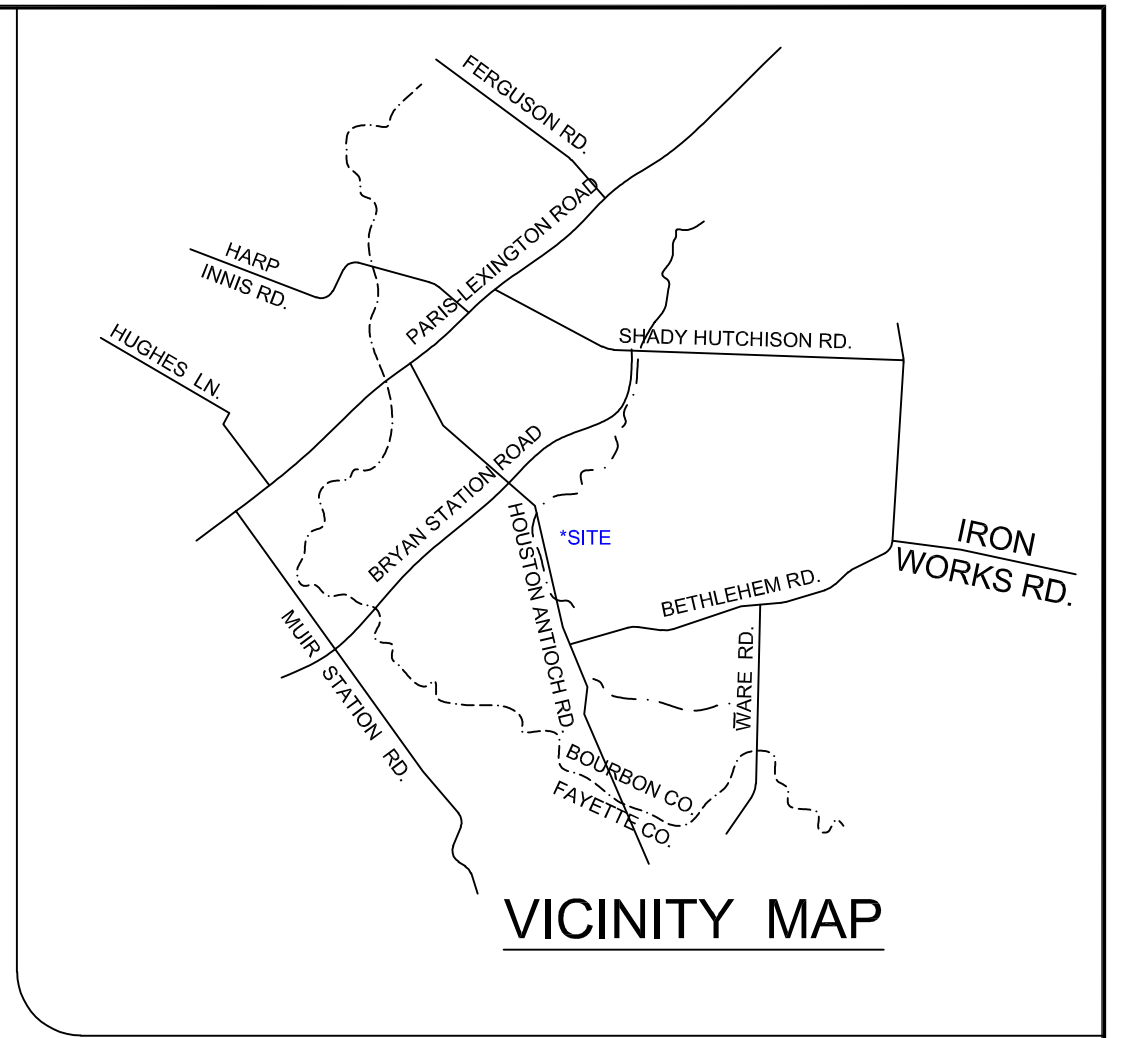 FERGUSON RD.
PARIS-LEXINGTON ROAD
HARP
INNIS RD.
HUGHES LN.
SHADY HUTCHISON RD.
BRYAN STATION ROAD
HOUSTON ANTIOCH RD
*SITE
IRON
WORKS RD.
BETHLEHEM RD.
WARE RD.
MUIR STATION RD.
BOURBON CO.
FAYETTE CO.
VICINITY MAP